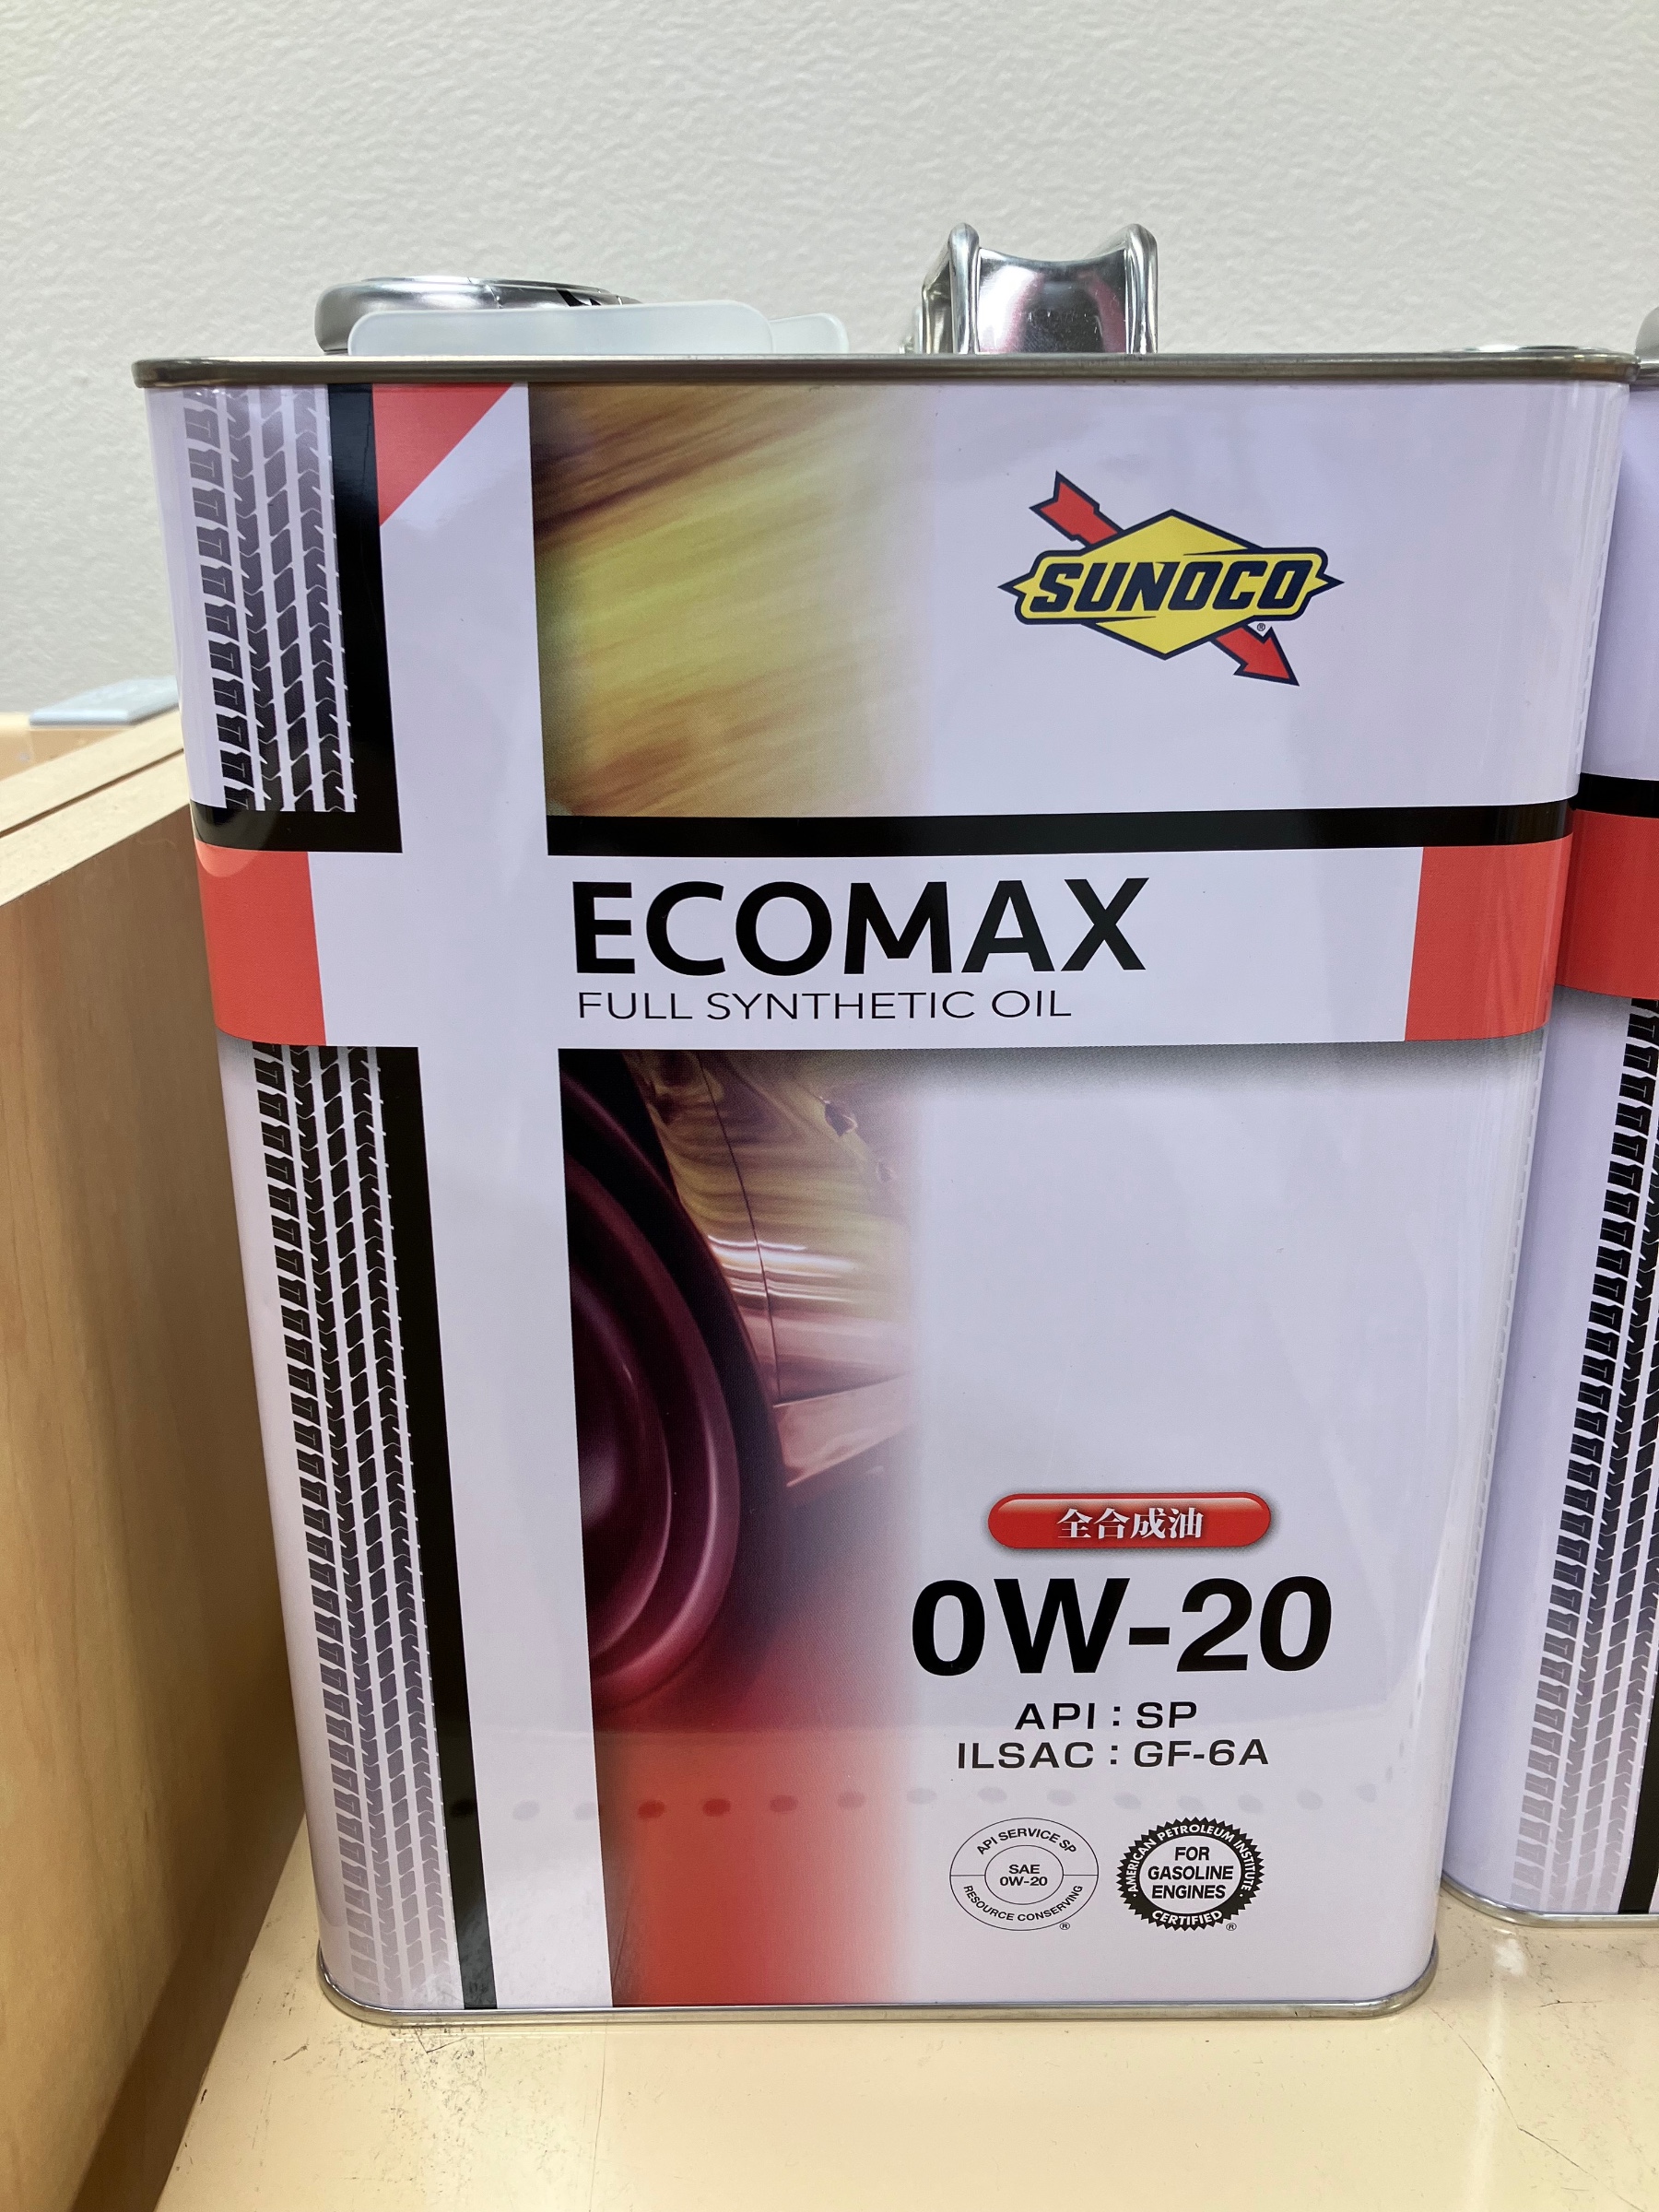 SUNOCO
®
ECOMAX
FULL SYNTHETIC OIL
全合成油
0W-20
API : SP
ILSAC : GF-6A
API SERVICE SP
SAE
0W-20
RESOURCE CONSERVING
®
AMERICAN PETROLEUM INSTITUTE
FOR
GASOLINE
ENGINES
CERTIFIED
®